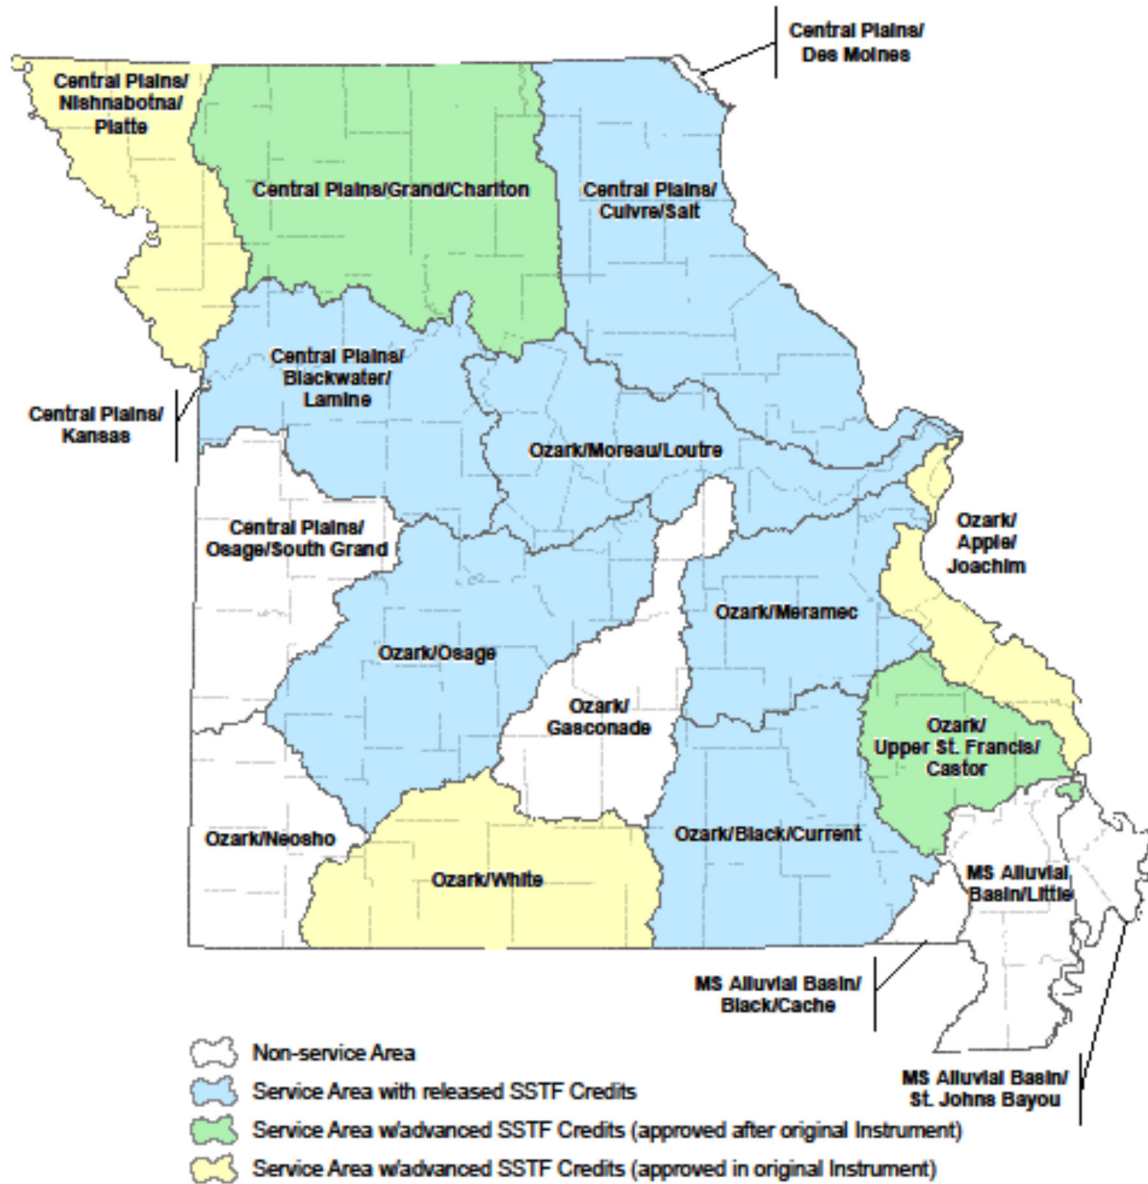 Central Plains/
Des Moines
Central Plains/
Nishnabotna/
Platte
Central Plains/Grand/Chariton
Central Plains/
Cuivre/Salt
Central Plains/
Blackwater/
Lamine
Central Plains/
Kansas
Ozark/Moreau/Loutre
Central Plains/
Osage/South Grand
Ozark/
Apple/
Joachim
Ozark/Meramec
Ozark/Osage
Ozark/
Gasconade
Ozark/
Upper St. Francis/
Castor
Ozark/Neosho
Ozark/Black/Current
Ozark/White
MS Alluvial
Basin/Little
MS Alluvial Basin/
Black/Cache
MS Alluvial Basin/
St. Johns Bayou
Non-service Area
Service Area with released SSTF Credits
Service Area w/advanced SSTF Credits (approved after original Instrument)
Service Area w/advanced SSTF Credits (approved in original Instrument)